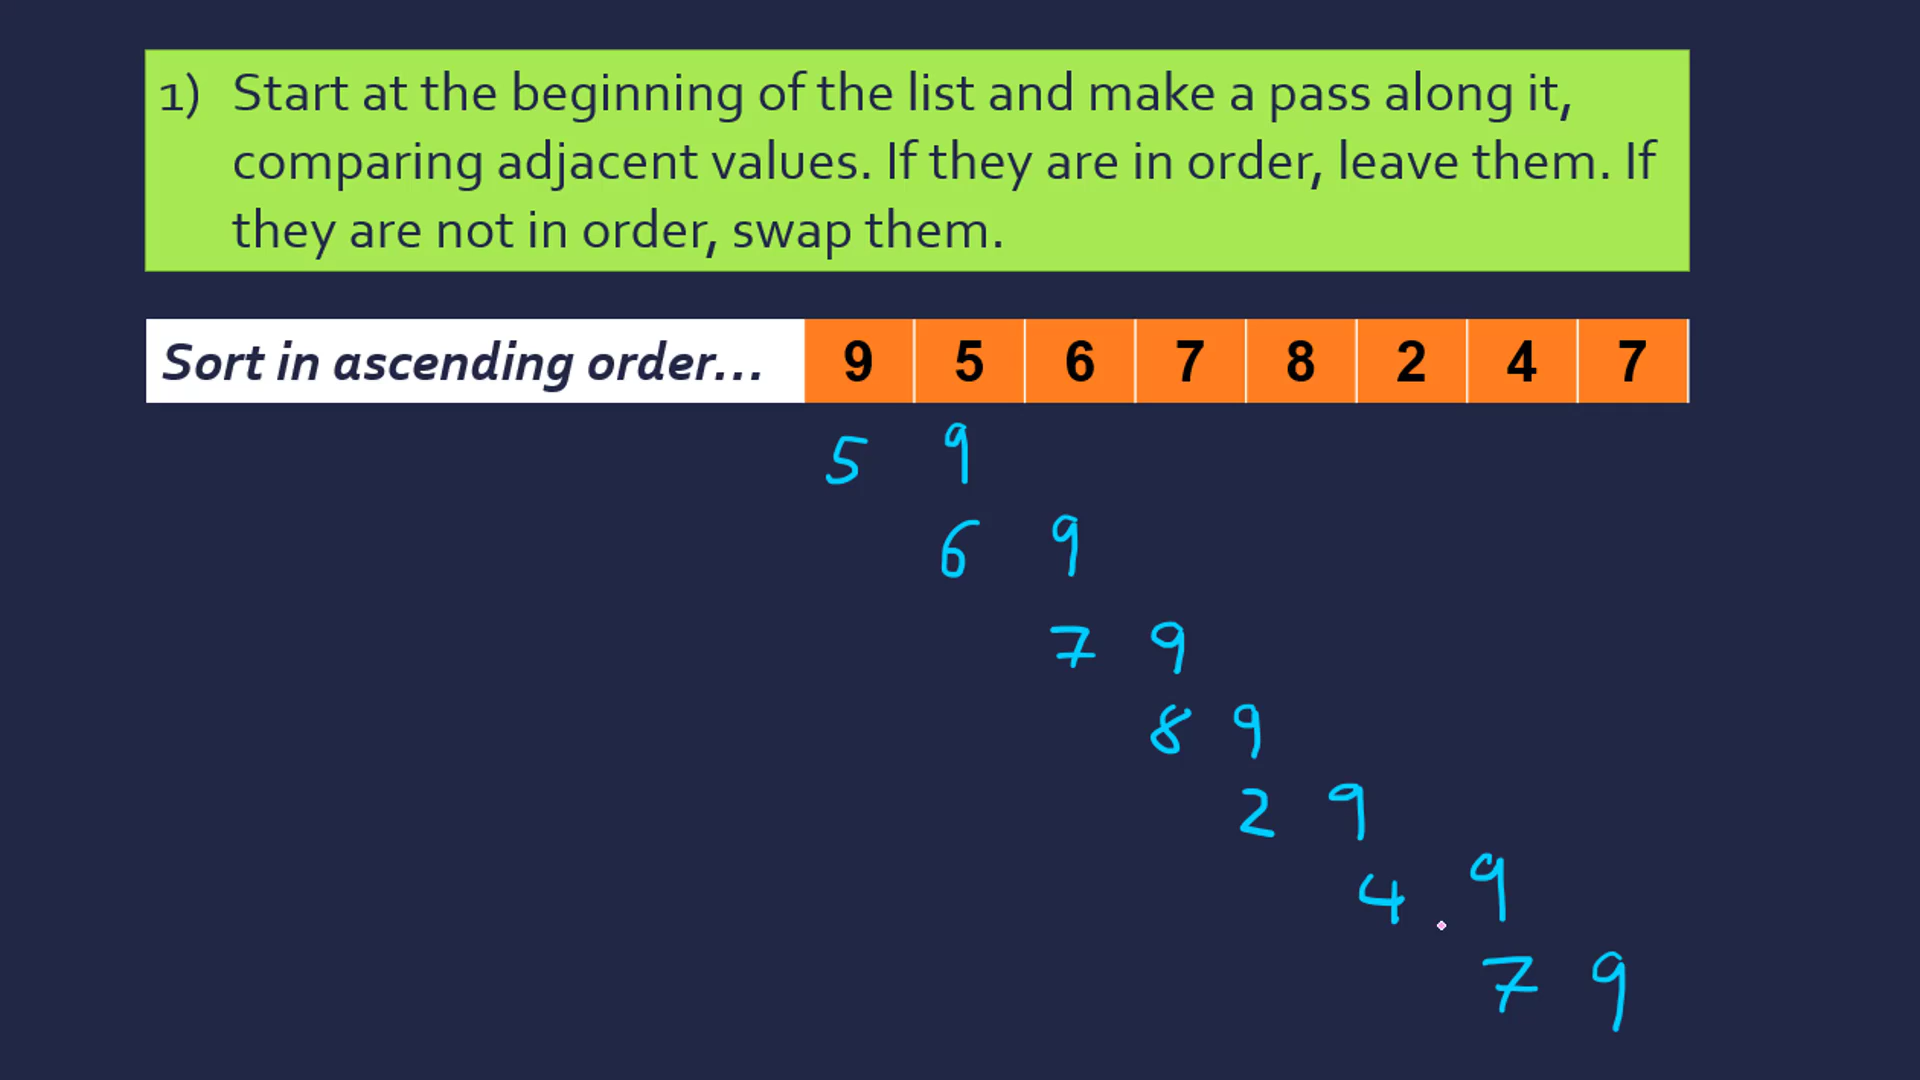 1) Start at the beginning of the list and make a pass along it,
comparing adjacent values. If they are in order, leave them. If
they are not in order, swap them.
Sort in ascending order... 9 5 6 7 8 2 4 7
5 9
6 9
7 9
8 9
2 9
4 9
7 9